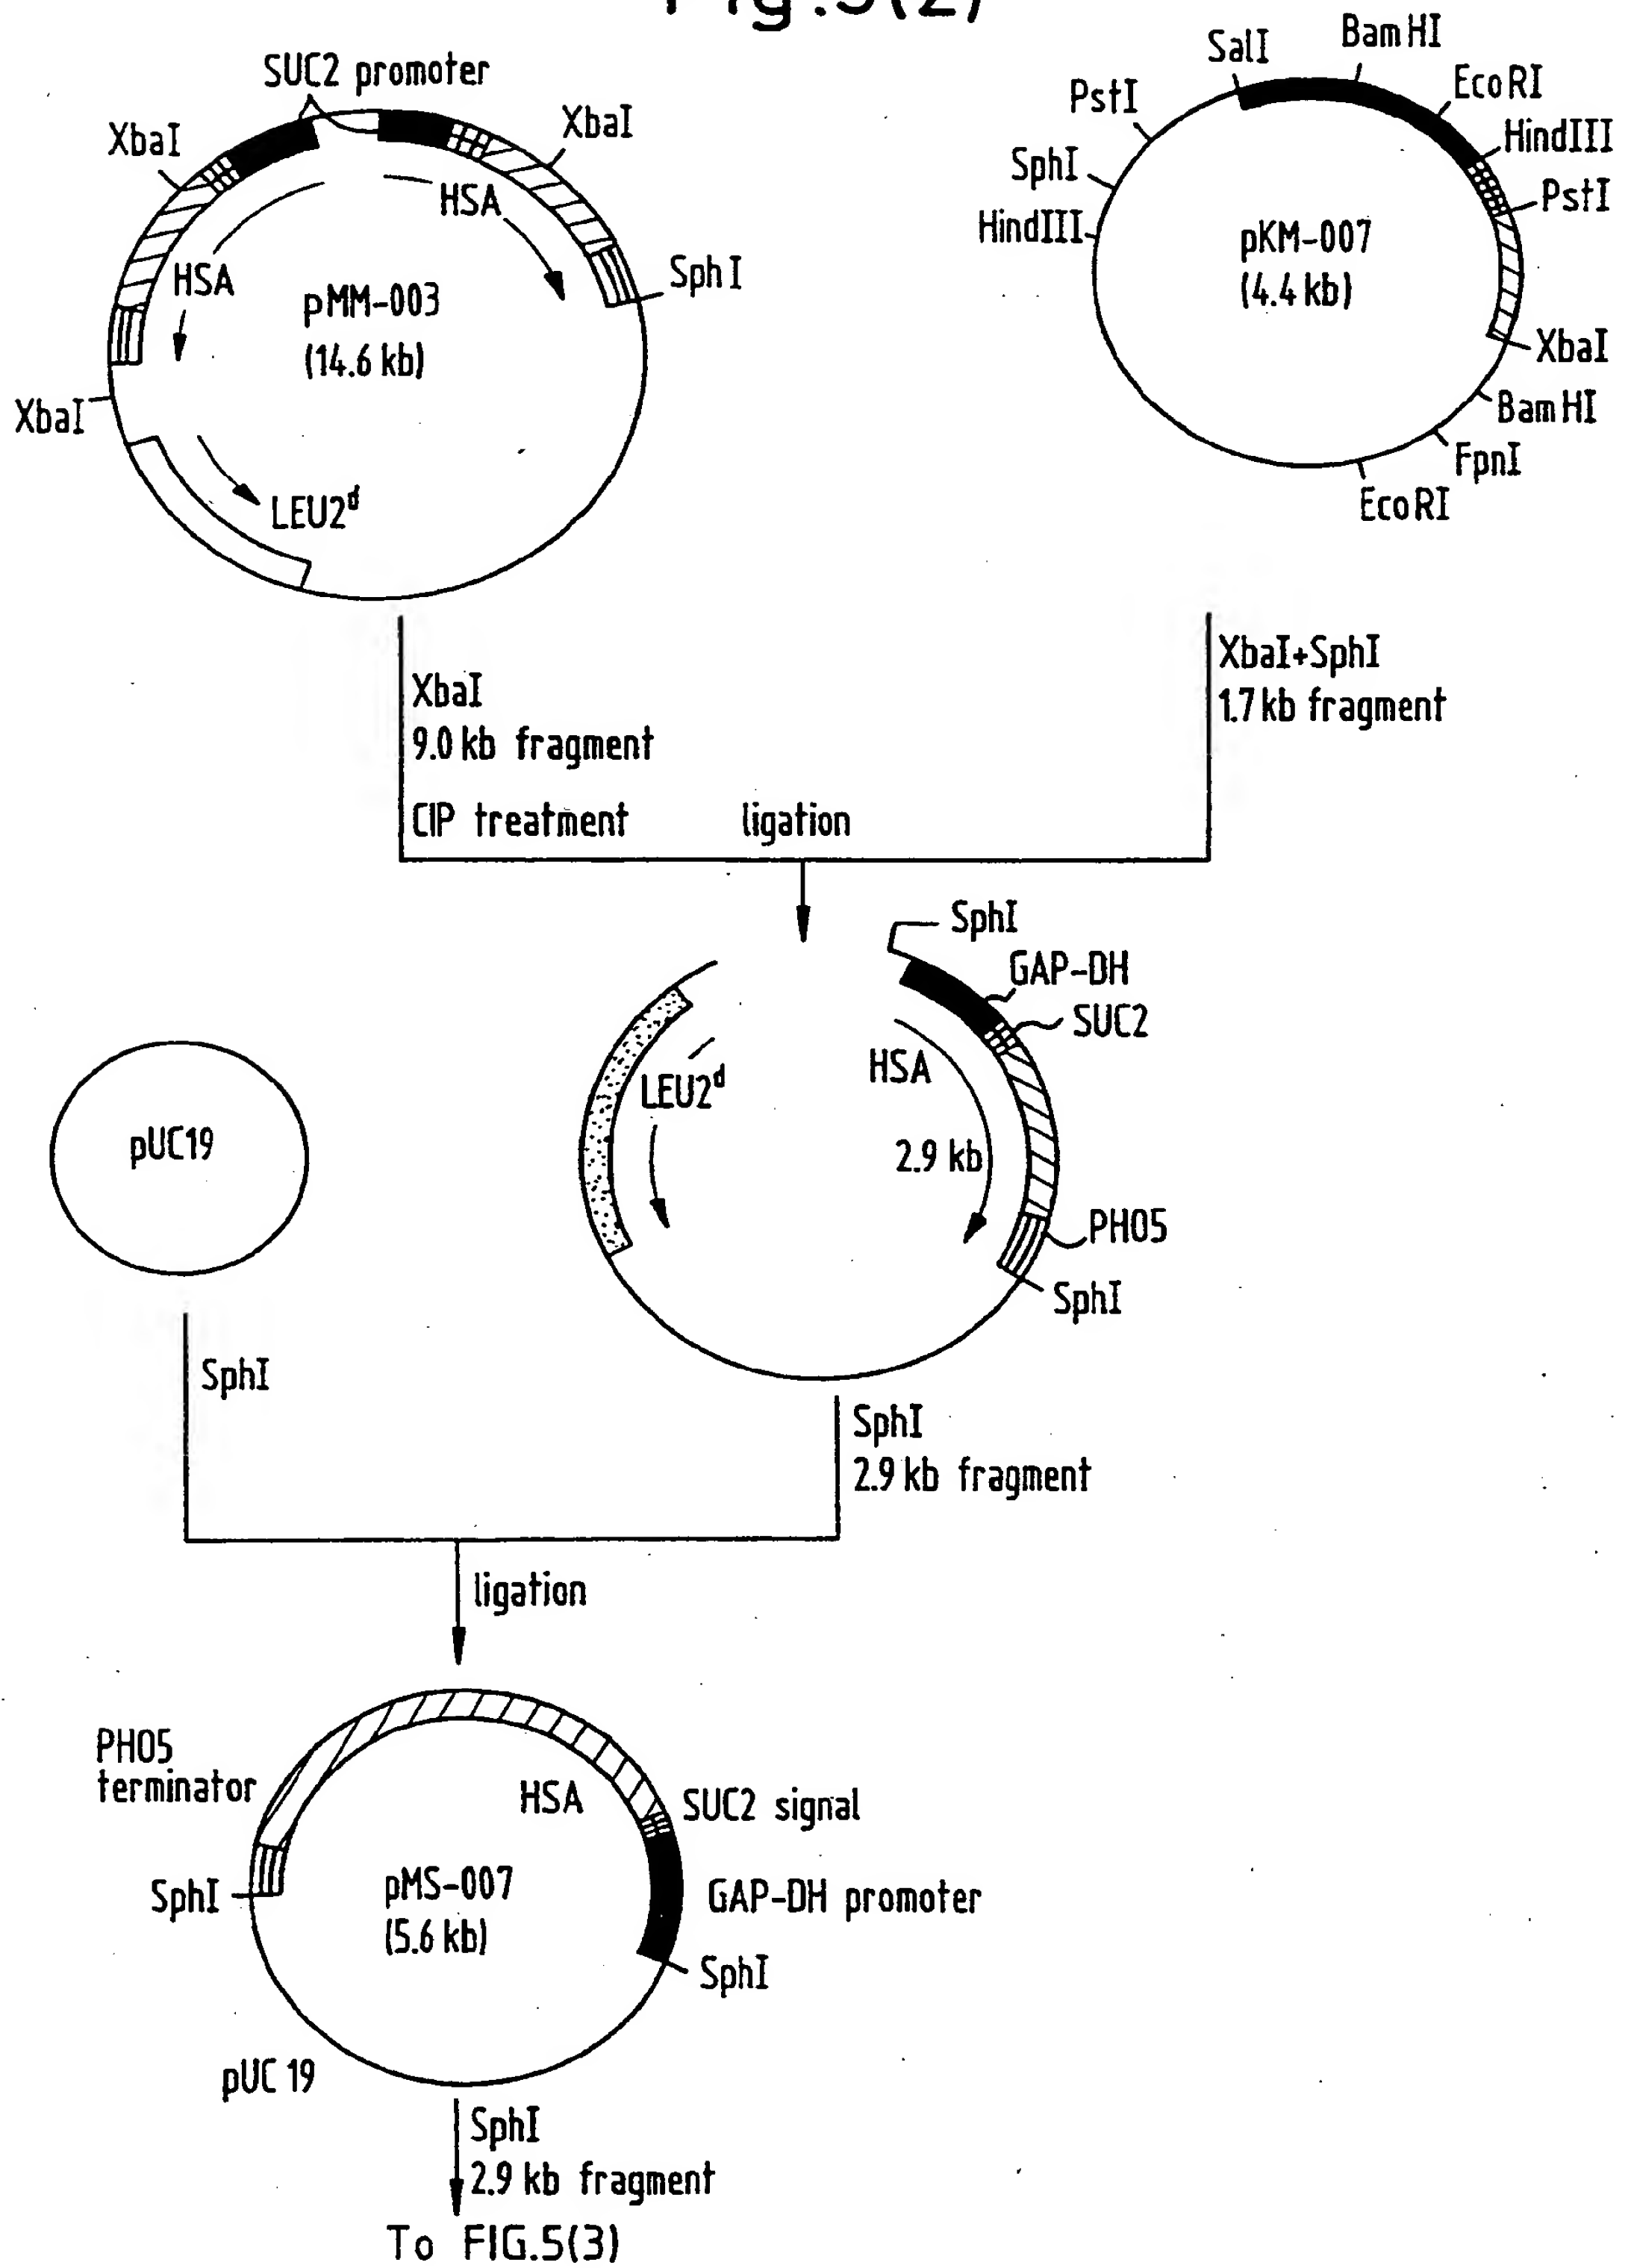 Fig.5(2)
SUC2 promoter
XbaI
XbaI
HSA
HSA
SphI
pMM-003
(14.6 kb)
XbaI
LEU2d
SalI
BamHI
EcoRI
PstI
HindIII
SphI
PstI
HindIII
pKM-007
(4.4 kb)
XbaI
BamHI
FpnI
EcoRI
XbaI
9.0 kb fragment
CIP treatment
ligation
XbaI+SphI
1.7 kb fragment
SphI
GAP-DH
SUC2
HSA
LEU2d
2.9 kb
PHO5
SphI
pUC19
SphI
SphI
2.9 kb fragment
ligation
PHO5
terminator
HSA
SUC2 signal
SphI
pMS-007
(5.6 kb)
GAP-DH promoter
SphI
pUC 19
SphI
2.9 kb fragment
To FIG.5(3)